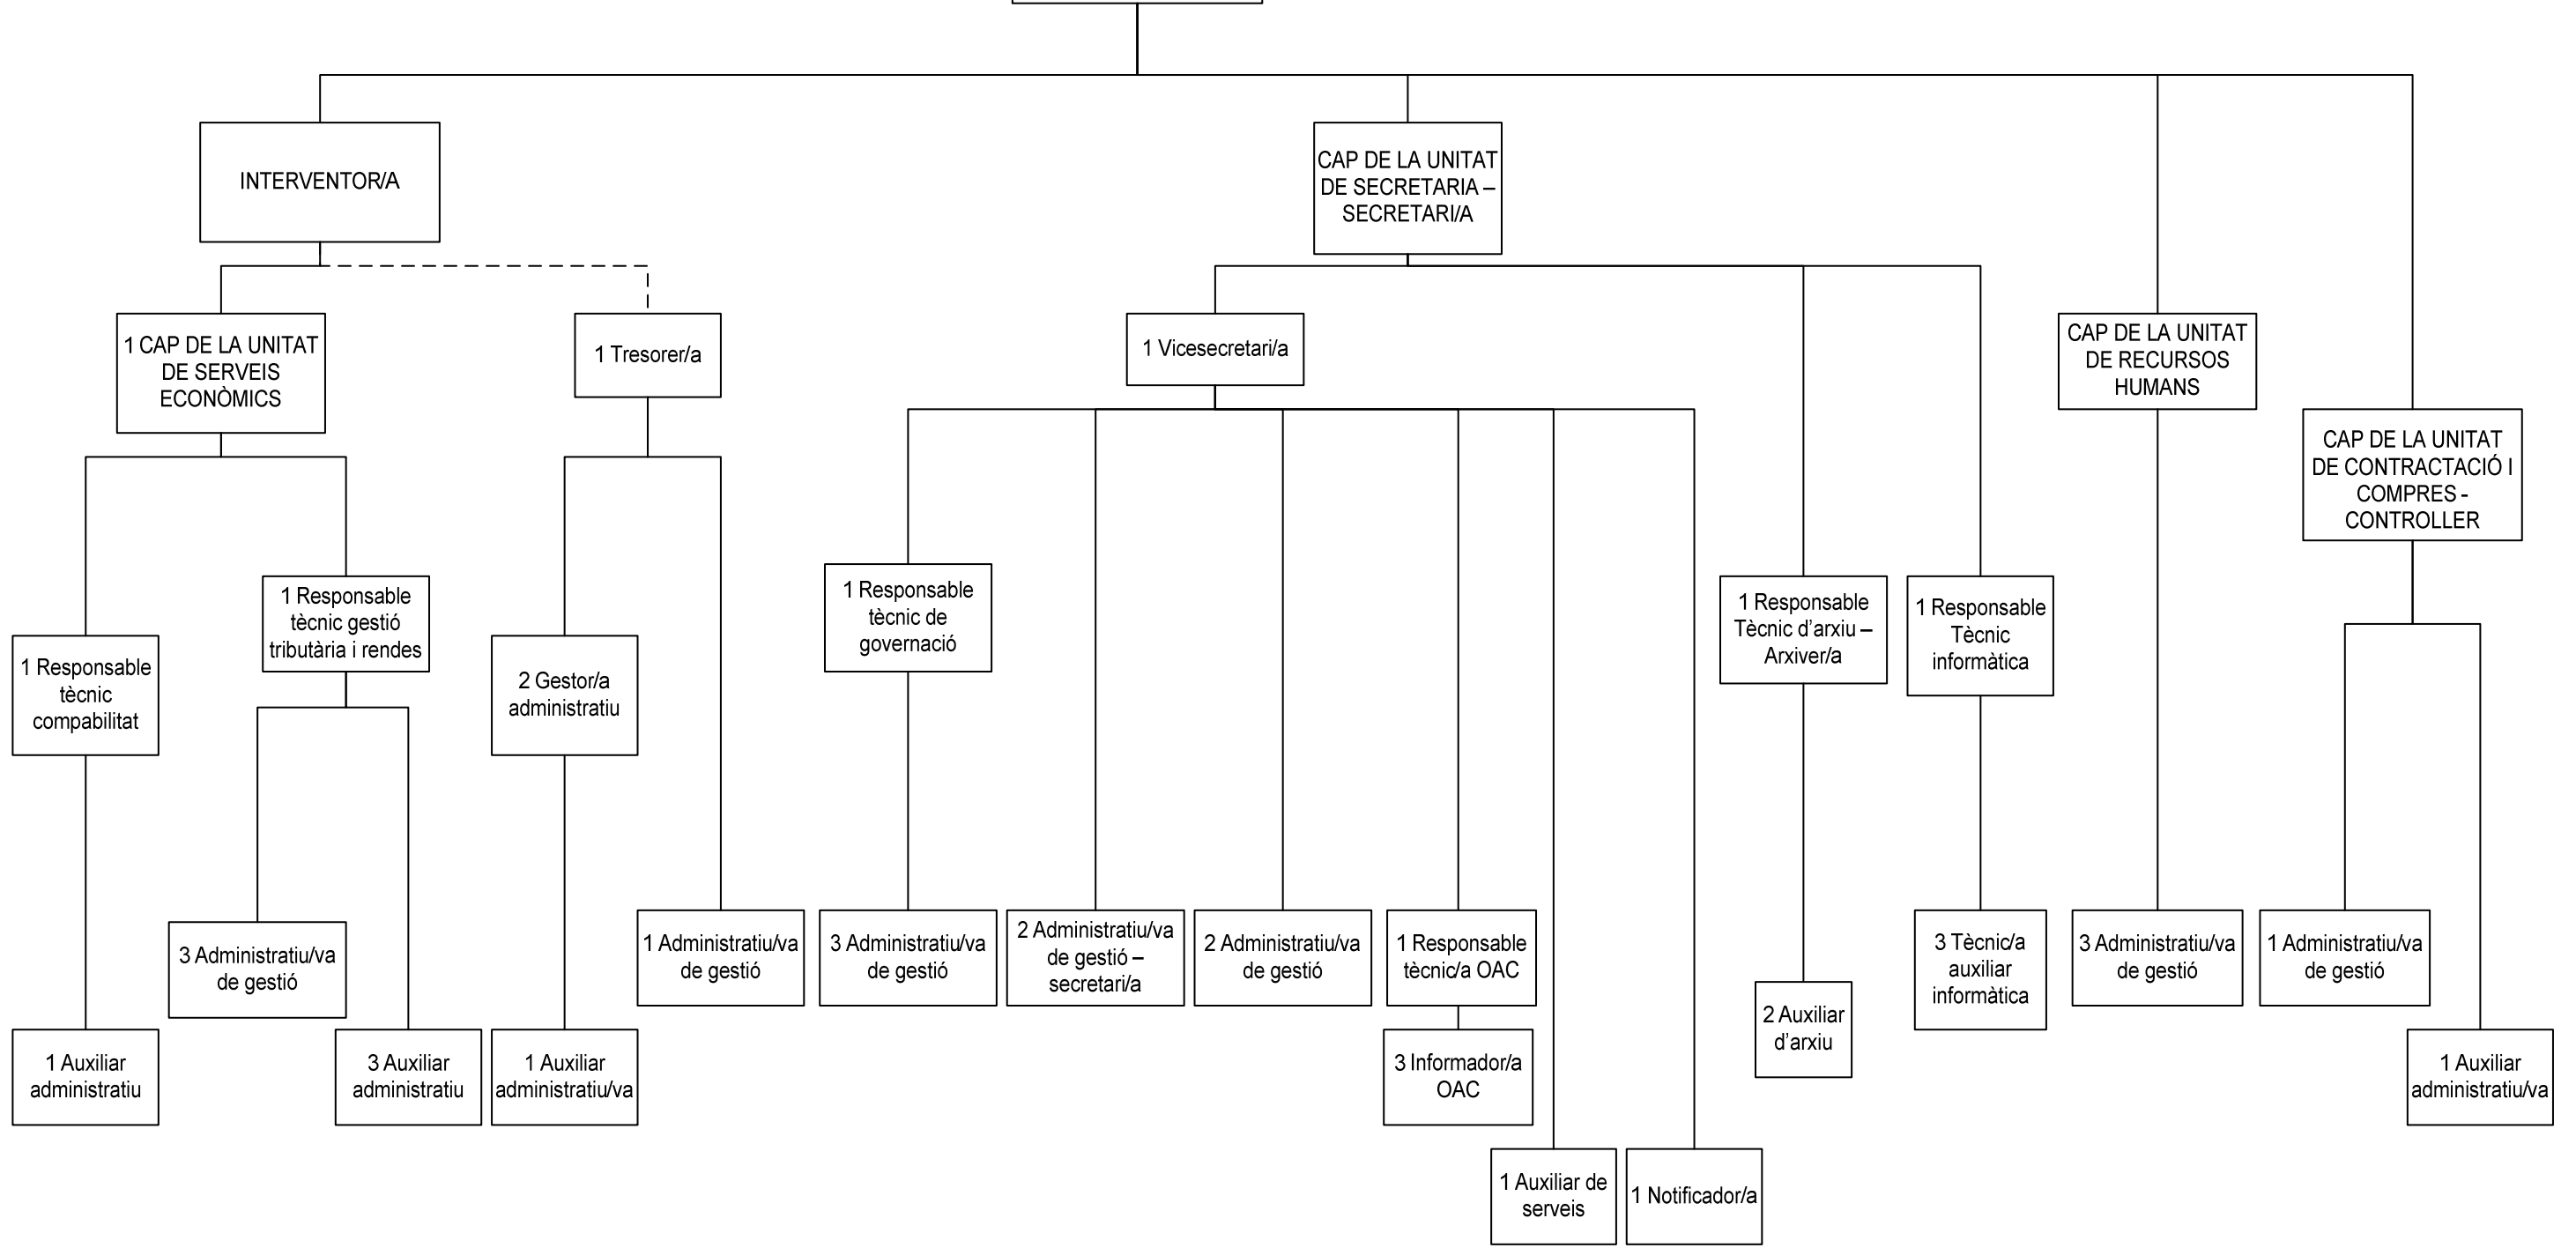 INTERVENTOR/A
CAP DE LA UNITAT
DE SECRETARIA –
SECRETARI/A
1 CAP DE LA UNITAT
DE SERVEIS
ECONÒMICS
1 Tresorer/a
1 Vicesecretari/a
CAP DE LA UNITAT
DE RECURSOS
HUMANS
CAP DE LA UNITAT
DE CONTRACTACIÓ I
COMPRES -
CONTROLLER
1 Responsable
tècnic
compabilitat
1 Responsable
tècnic gestió
tributària i rendes
2 Gestor/a
administratiu
1 Responsable
tècnic de
governació
1 Responsable
Tècnic d’arxiu –
Arxiver/a
1 Responsable
Tècnic
informàtica
3 Administratiu/va
de gestió
1 Administratiu/va
de gestió
3 Administratiu/va
de gestió
2 Administratiu/va
de gestió –
secretari/a
2 Administratiu/va
de gestió
1 Responsable
tècnic/a OAC
2 Auxiliar
d’arxiu
3 Tècnic/a
auxiliar
informàtica
3 Administratiu/va
de gestió
1 Administratiu/va
de gestió
1 Auxiliar
administratiu
3 Auxiliar
administratiu
1 Auxiliar
administratiu/va
3 Informador/a
OAC
1 Auxiliar
administratiu/va
1 Auxiliar de
serveis
1 Notificador/a